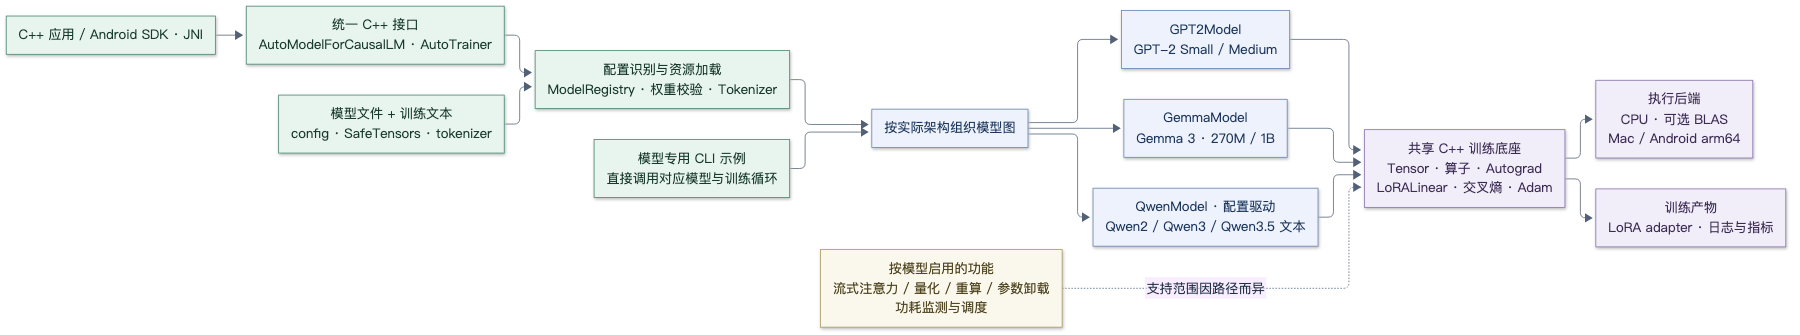 C++ 应用 / Android SDK · JNI
统一 C++ 接口
AutoModelForCausalLM · AutoTrainer
模型文件 + 训练文本
config · SafeTensors · tokenizer
配置识别与资源加载
ModelRegistry · 权重校验 · Tokenizer
模型专用 CLI 示例
直接调用对应模型与训练循环
按实际架构组织模型图
GPT2Model
GPT-2 Small / Medium
GemmaModel
Gemma 3 · 270M / 1B
QwenModel · 配置驱动
Qwen2 / Qwen3 / Qwen3.5 文本
按模型启用的功能
流式注意力 / 量化 / 重算 / 参数卸载
功耗监测与调度
支持范围因路径而异
共享 C++ 训练底座
Tensor · 算子 · Autograd
LoRALinear · 交叉熵 · Adam
执行后端
CPU · 可选 BLAS
Mac / Android arm64
训练产物
LoRA adapter · 日志与指标